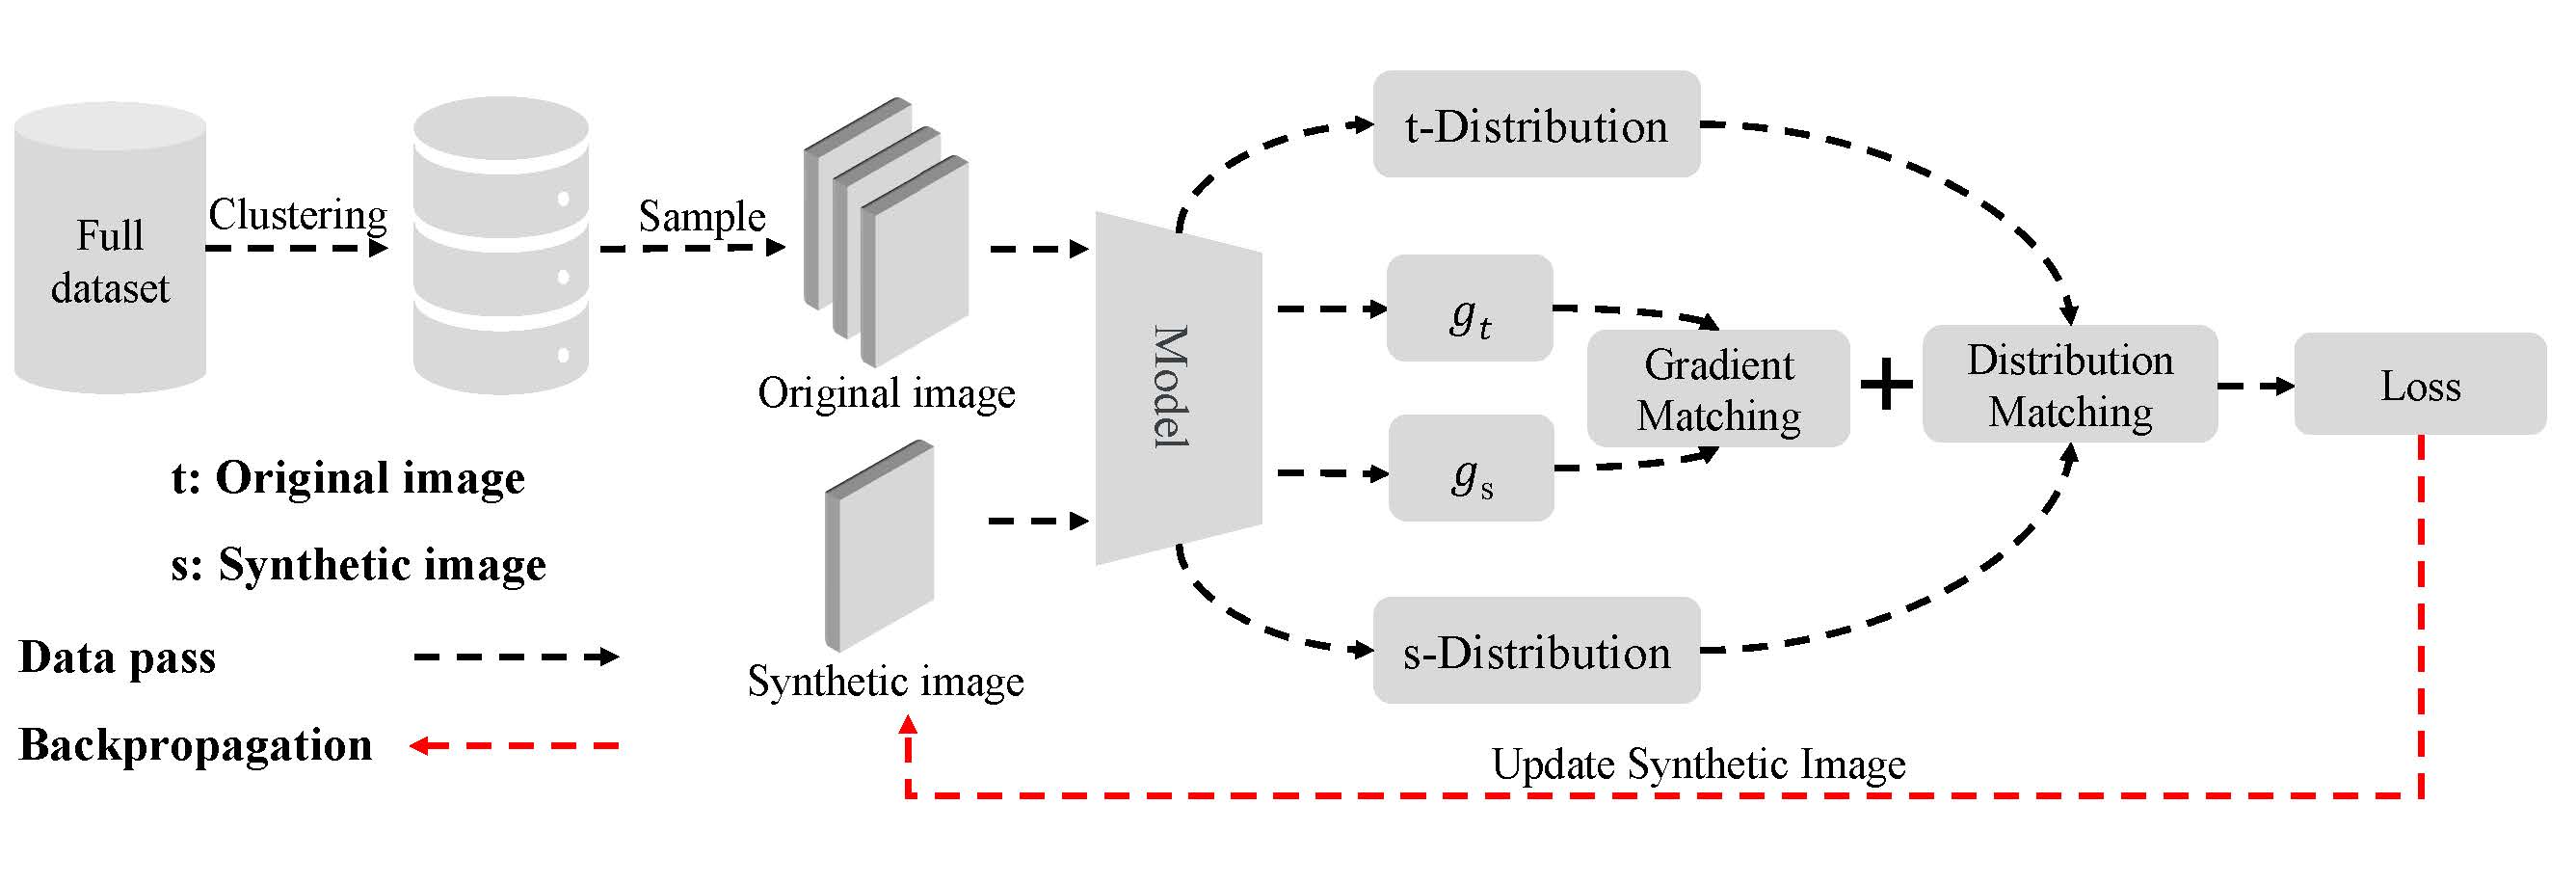 Full
dataset
Clustering
Sample
Original image
Synthetic image
t: Original image
s: Synthetic image
Data pass
Backpropagation
Model
t-Distribution
g_t
g_s
s-Distribution
Gradient
Matching
+
Distribution
Matching
Loss
Update Synthetic Image